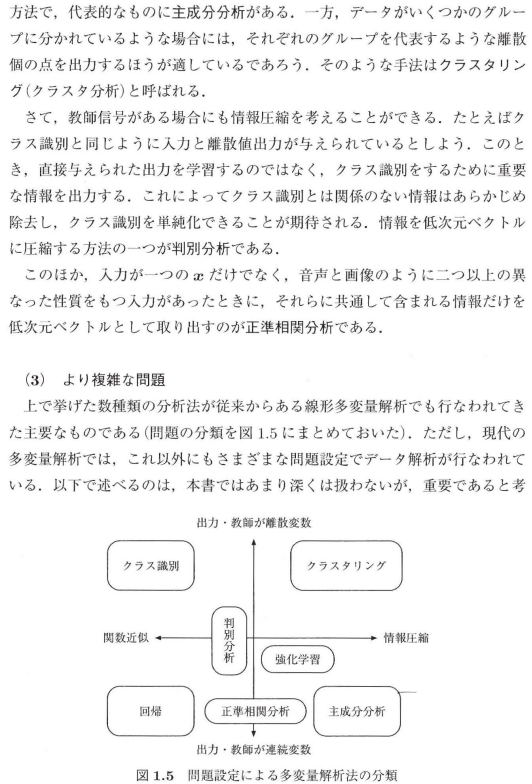 方法で，代表的なものに主成分分析がある．一方，データがいくつかのグルー
プに分かれているような場合には，それぞれのグループを代表するような離散
個の点を出力するほうが適しているであろう．そのような手法はクラスタリン
グ(クラスタ分析)と呼ばれる．
さて，教師信号がある場合にも情報圧縮を考えることができる．たとえばク
ラス識別と同じように入力と離散値出力が与えられているとしよう．このと
き，直接与えられた出力を学習するのではなく，クラス識別をするために重要
な情報を出力する．これによってクラス識別とは関係のない情報はあらかじめ
除去し，クラス識別を単純化できることが期待される．情報を低次元ベクトル
に圧縮する方法の一つが判別分析である．
このほか，入力が一つの x だけでなく，音声と画像のように二つ以上の異
なった性質をもつ入力があったときに，それらに共通して含まれる情報だけを
低次元ベクトルとして取り出すのが正準相関分析である．
(3) より複雑な問題
上で挙げた数種類の分析法が従来からある線形多変量解析でも行なわれてき
た主要なものである(問題の分類を図 1.5 にまとめておいた)．ただし，現代の
多変量解析では，これ以外にもさまざまな問題設定でデータ解析が行なわれて
いる．以下で述べるのは，本書ではあまり深くは扱わないが，重要であると考
出力・教師が離散変数
クラス識別
クラスタリング
判別分析
関数近似
情報圧縮
強化学習
回帰
正準相関分析
主成分分析
出力・教師が連続変数
図 1.5 問題設定による多変量解析法の分類